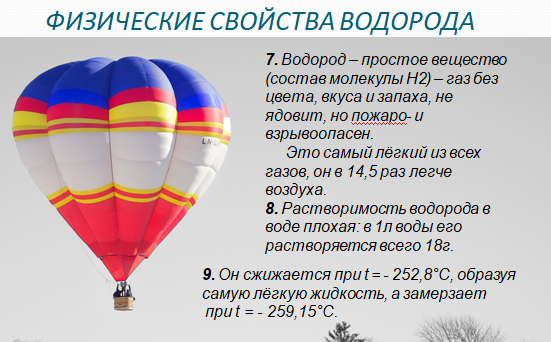 ФИЗИЧЕСКИЕ СВОЙСТВА ВОДОРОДА
7. Водород – простое вещество
(состав молекулы Н2) – газ без
цвета, вкуса и запаха, не
ядовит, но пожаро- и
взрывоопасен.
Это самый лёгкий из всех
газов, он в 14,5 раз легче
воздуха.
8. Растворимость водорода в
воде плохая: в 1л воды его
растворяется всего 18г.
9. Он сжижается при t = - 252,8°С, образуя
самую лёгкую жидкость, а замерзает
при t = - 259,15°С.